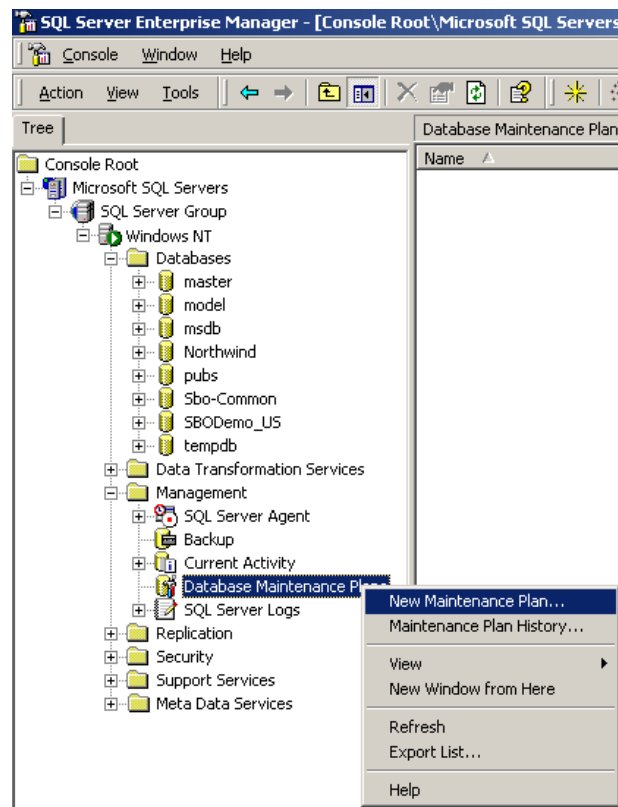 SQL Server Enterprise Manager - [Console Root\Microsoft SQL Servers
Console Window Help
Action View Tools
Tree
Database Maintenance Plan
Name
Console Root
Microsoft SQL Servers
SQL Server Group
Windows NT
Databases
master
model
msdb
Northwind
pubs
Sbo-Common
SBODemo_US
tempdb
Data Transformation Services
Management
SQL Server Agent
Backup
Current Activity
Database Maintenance Plans
SQL Server Logs
Replication
Security
Support Services
Meta Data Services
New Maintenance Plan...
Maintenance Plan History...
View
New Window from Here
Refresh
Export List...
Help